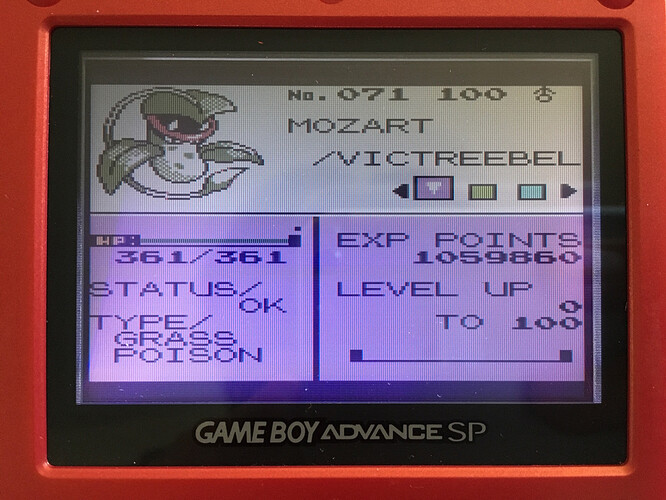 No. 071 100 ♂
MOZART
/VICTREEBEL
HP:
361/361
STATUS/
OK
TYPE/
GRASS
POISON
EXP POINTS
1059860
LEVEL UP
0
TO 100
GAME BOY ADVANCE SP